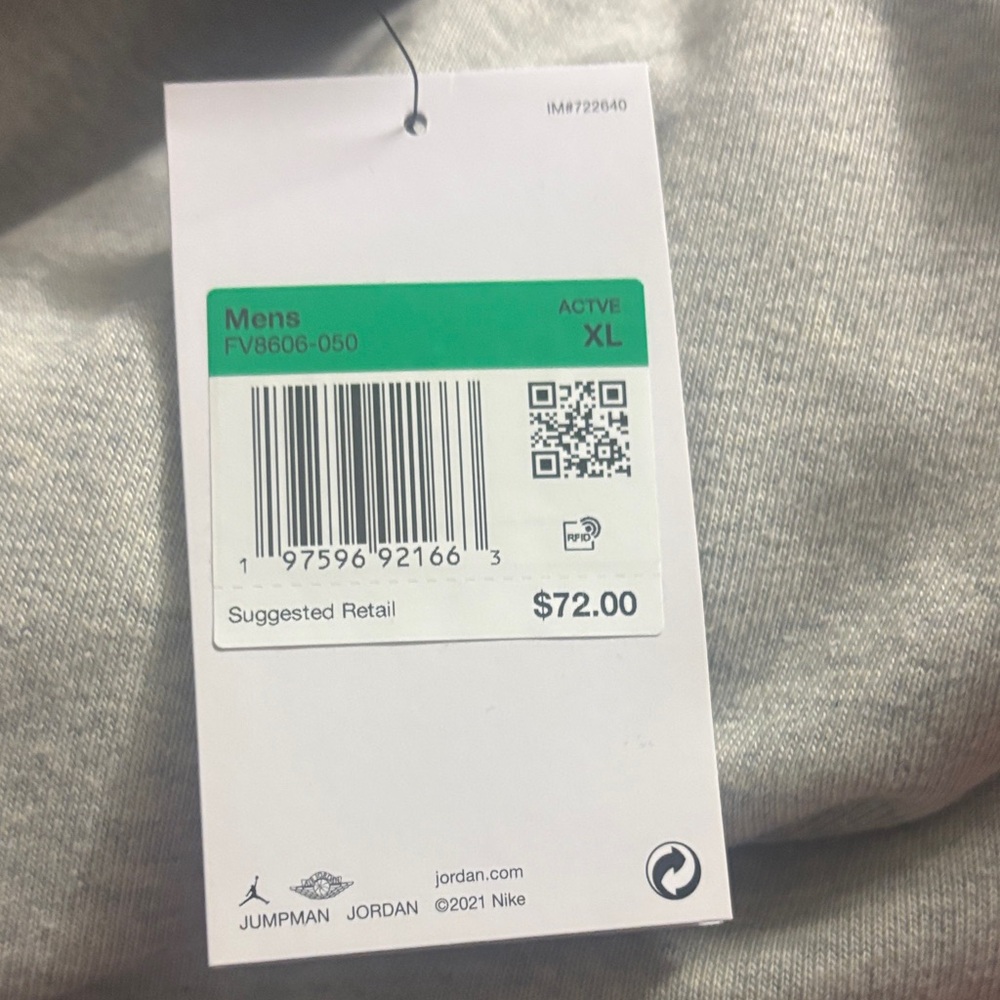 IM#722640
Mens
ACTVE
FV8606-050
XL
RFID
1 97596 92166 3
Suggested Retail $72.00
jordan.com
JUMPMAN JORDAN ©2021 Nike